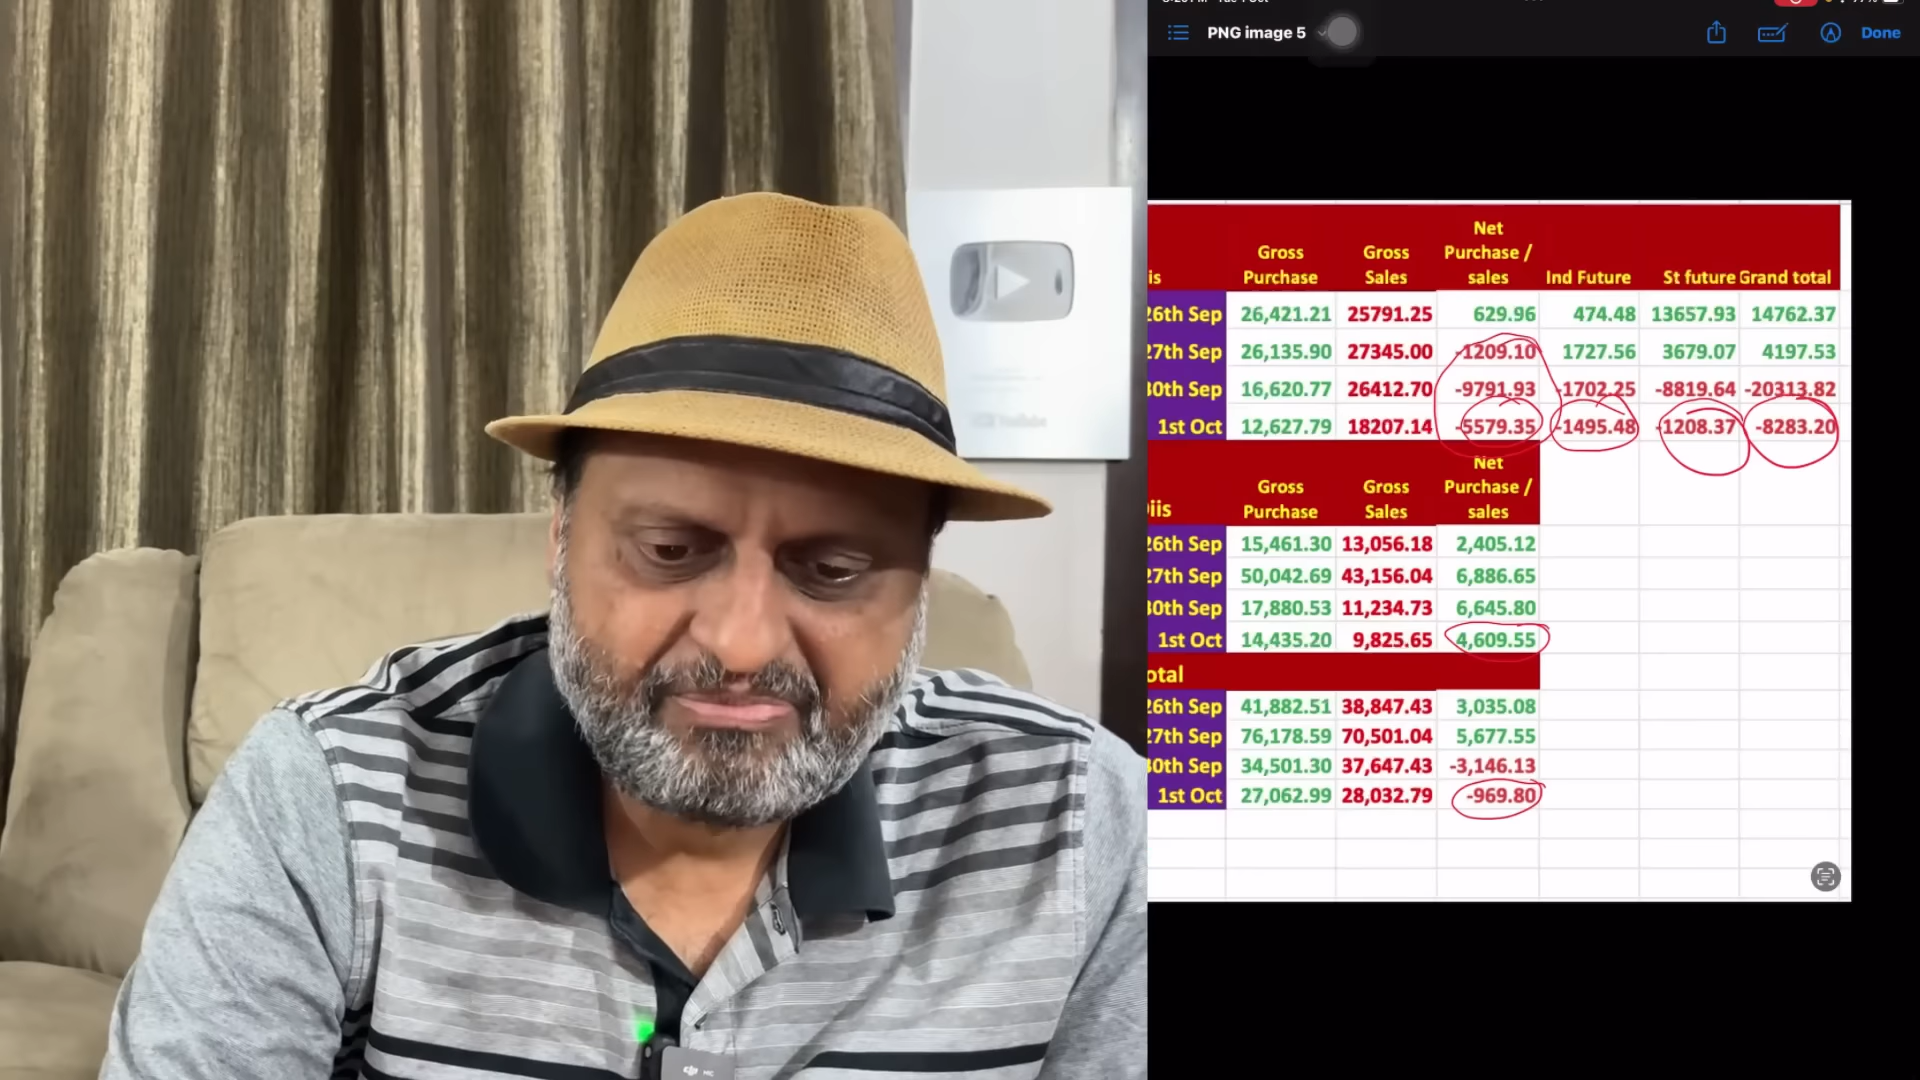 PNG image 5
Done
Net
Gross Gross Purchase /
is Purchase Sales sales Ind Future St future Grand total
26th Sep 26,421.21 25791.25 629.96 474.48 13657.93 14762.37
27th Sep 26,135.90 27345.00 -1209.10 1727.56 3679.07 4197.53
30th Sep 16,620.77 26412.70 -9791.93 -1702.25 -8819.64 -20313.82
1st Oct 12,627.79 18207.14 -5579.35 -1495.48 -1208.37 -8283.20
Net
Gross Gross Purchase /
Diis Purchase Sales sales
26th Sep 15,461.30 13,056.18 2,405.12
27th Sep 50,042.69 43,156.04 6,886.65
30th Sep 17,880.53 11,234.73 6,645.80
1st Oct 14,435.20 9,825.65 4,609.55
otal
26th Sep 41,882.51 38,847.43 3,035.08
27th Sep 76,178.59 70,501.04 5,677.55
30th Sep 34,501.30 37,647.43 -3,146.13
1st Oct 27,062.99 28,032.79 -969.80
dji MIC